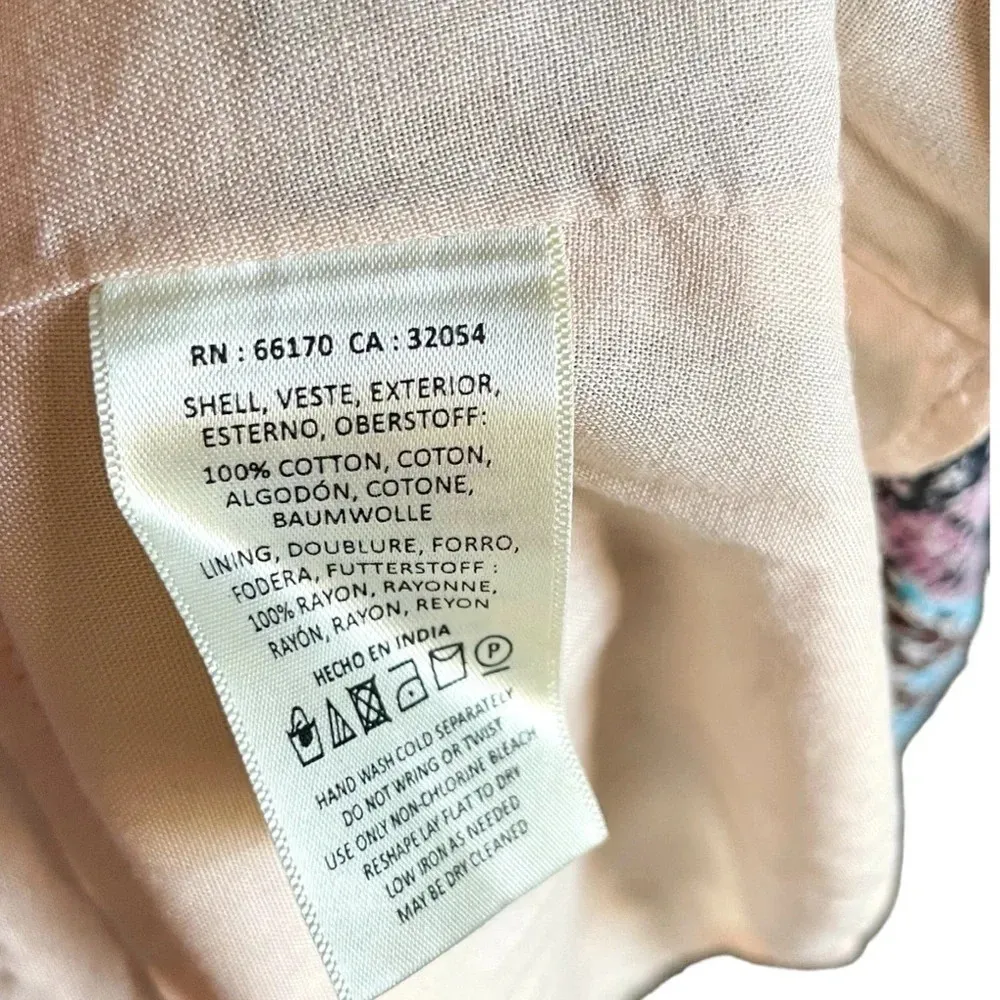 RN : 66170 CA : 32054
SHELL, VESTE, EXTERIOR,
ESTERNO, OBERSTOFF:
100% COTTON, COTON,
ALGODÓN, COTONE,
BAUMWOLLE
LINING, DOUBLURE, FORRO,
FODERA, FUTTERSTOFF :
100% RAYON, RAYONNE,
RAYÓN, RAYON, REYON
HECHO EN INDIA
P
HAND WASH COLD SEPARATELY
DO NOT WRING OR TWIST
USE ONLY NON-CHLORINE BLEACH
RESHAPE LAY FLAT TO DRY
LOW IRON AS NEEDED
MAY BE DRY CLEANED